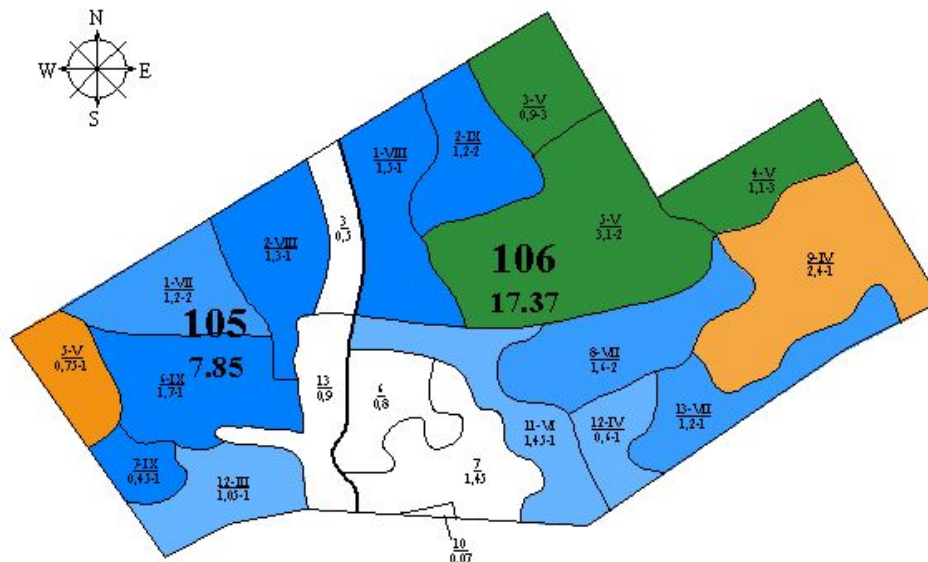 N
W E
S
3-V
0,9-3
2-IX
1,2-2
1-VIII
1,5-1
4-V
1,1-3
3
0,5
5-V
3,1-2
2-VIII
1,3-1
106
17.37
9-IV
2,4-1
1-VII
1,2-2
105
7.85
5-V
0,75-1
6-IX
1,7-1
8-VII
1,6-2
13
0,9
6
0,8
11-VI
1,45-1
12-IV
0,6-1
13-VII
1,2-1
7-IX
0,45-1
12-III
1,05-1
7
1,45
10
0,07